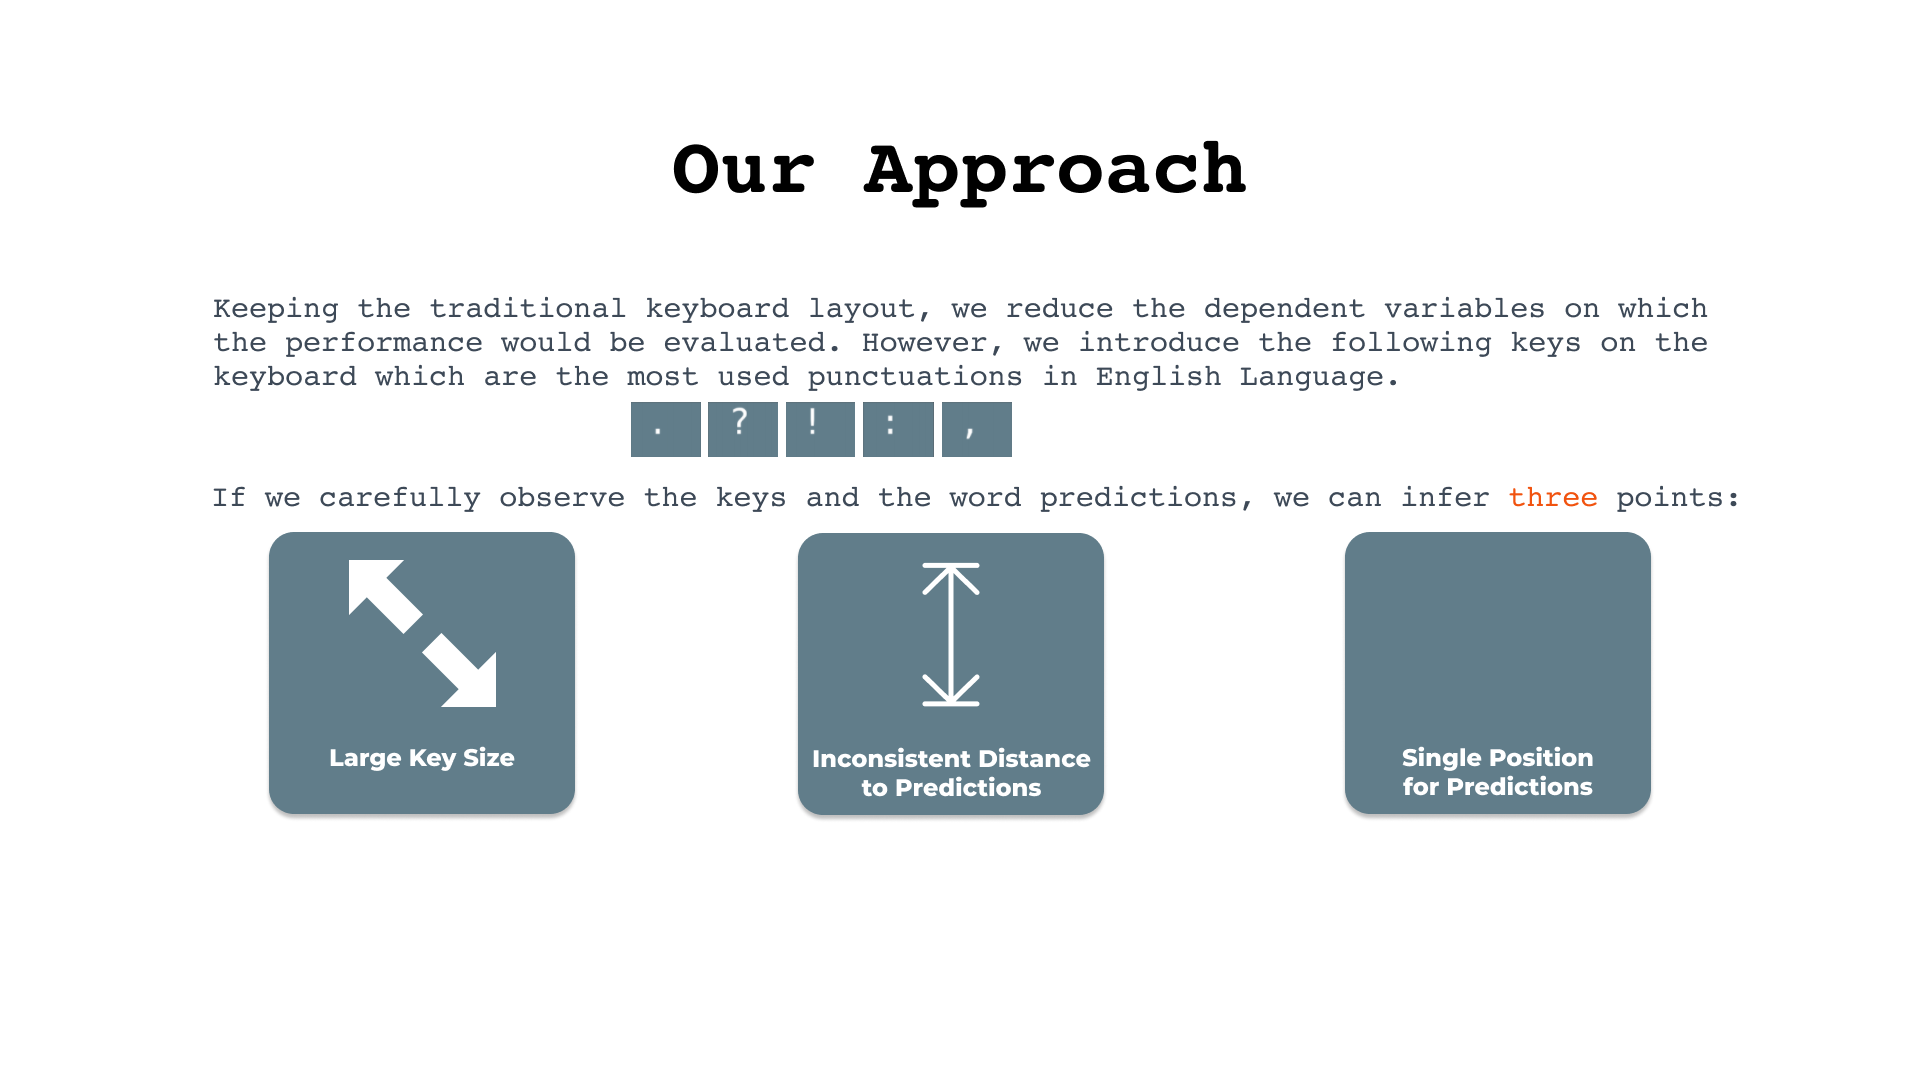 Our Approach
Keeping the traditional keyboard layout, we reduce the dependent variables on which
the performance would be evaluated. However, we introduce the following keys on the
keyboard which are the most used punctuations in English Language.
. ? ! : ,
If we carefully observe the keys and the word predictions, we can infer three points:
Large Key Size
Inconsistent Distance
to Predictions
Single Position
for Predictions